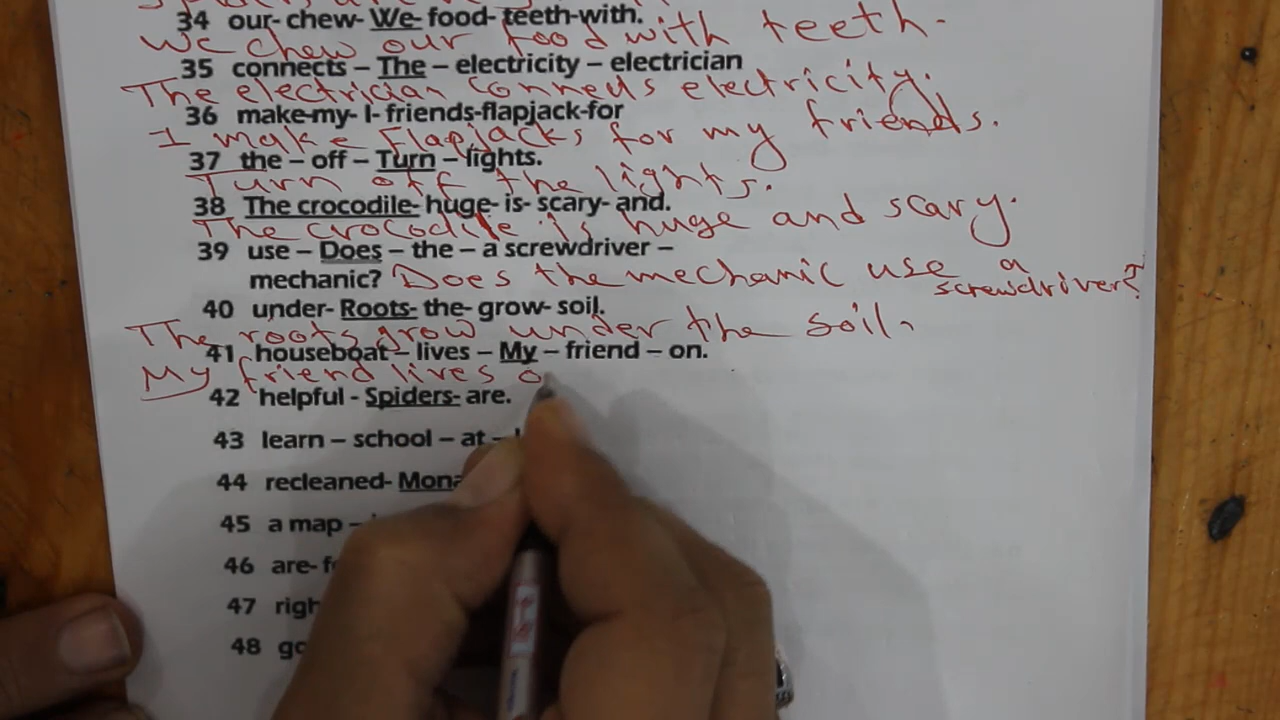 34 our- chew- We- food- teeth-with.
We chew our food with teeth.
35 connects – The – electricity – electrician
The electrician connects electricity.
36 make-my- I- friends-flapjack-for
I make Flapjacks for my friends.
37 the – off – Turn – lights.
Turn off the lights.
38 The crocodile- huge- is- scary- and.
The crocodile is huge and scary.
39 use – Does – the – a screwdriver –
mechanic? Does the mechanic use a
screwdriver?
40 under- Roots- the- grow- soil.
The roots grow under the soil.
41 houseboat – lives – My – friend – on.
My friend lives o
42 helpful - Spiders- are.
43 learn – school – at –
44 recleaned- Mona
45 a map –
46 are- f
47 righ
48 go